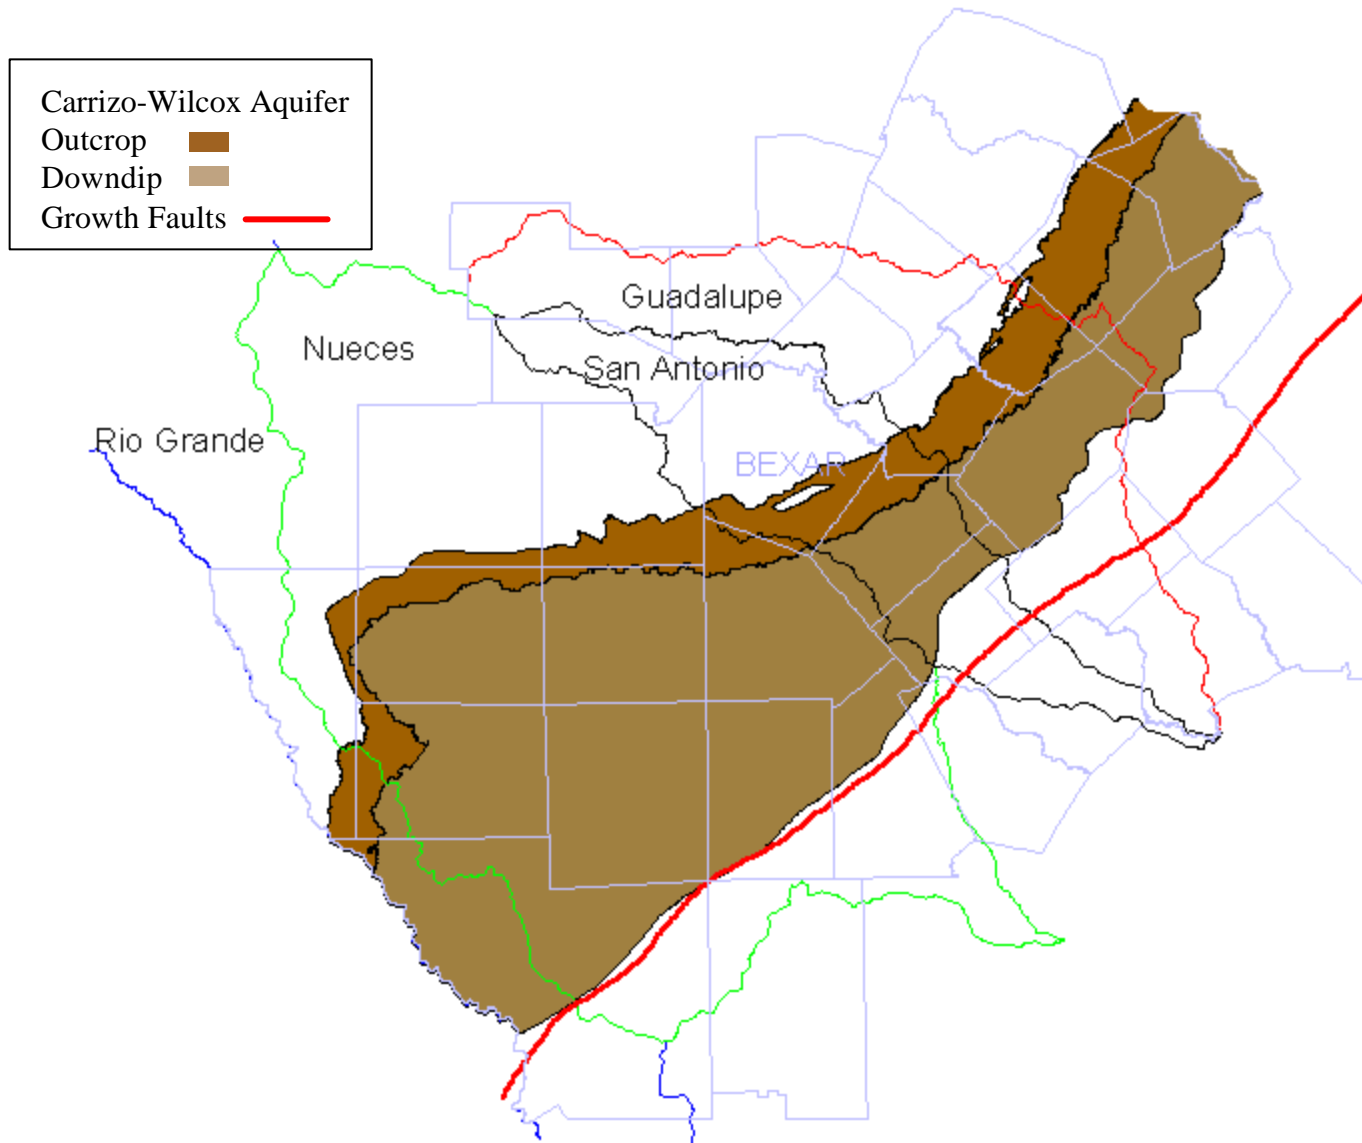 Carrizo-Wilcox Aquifer
Outcrop
Downdip
Growth Faults
Guadalupe
Nueces
San Antonio
Rio Grande
BEXAR